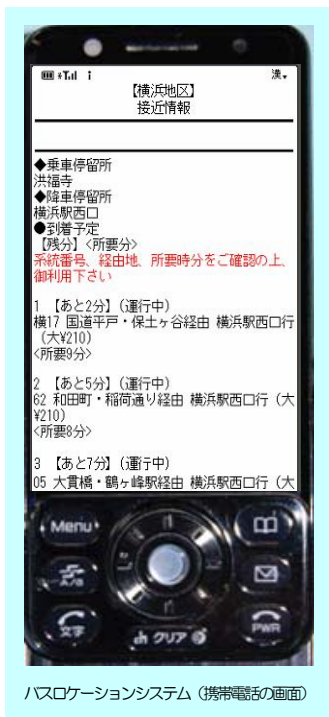 漢▼
【横浜地区】
接近情報
◆乗車停留所
洪福寺
◆降車停留所
横浜駅西口
●到着予定
【残分】<所要分>
系統番号、経由地、所要時分をご確認の上、
御利用下さい
1 【あと2分】(運行中)
横17 国道平戸・保土ヶ谷経由 横浜駅西口行
(大¥210)
<所要9分>
2 【あと5分】(運行中)
62 和田町・稲荷通り経由 横浜駅西口行(大
¥210)
<所要8分>
3 【あと7分】(運行中)
05 大貫橋・鶴ヶ峰駅経由 横浜駅西口行(大
Menu
A/a
文字
ch クリア
PWR
バスロケーションシステム(携帯電話の画面)